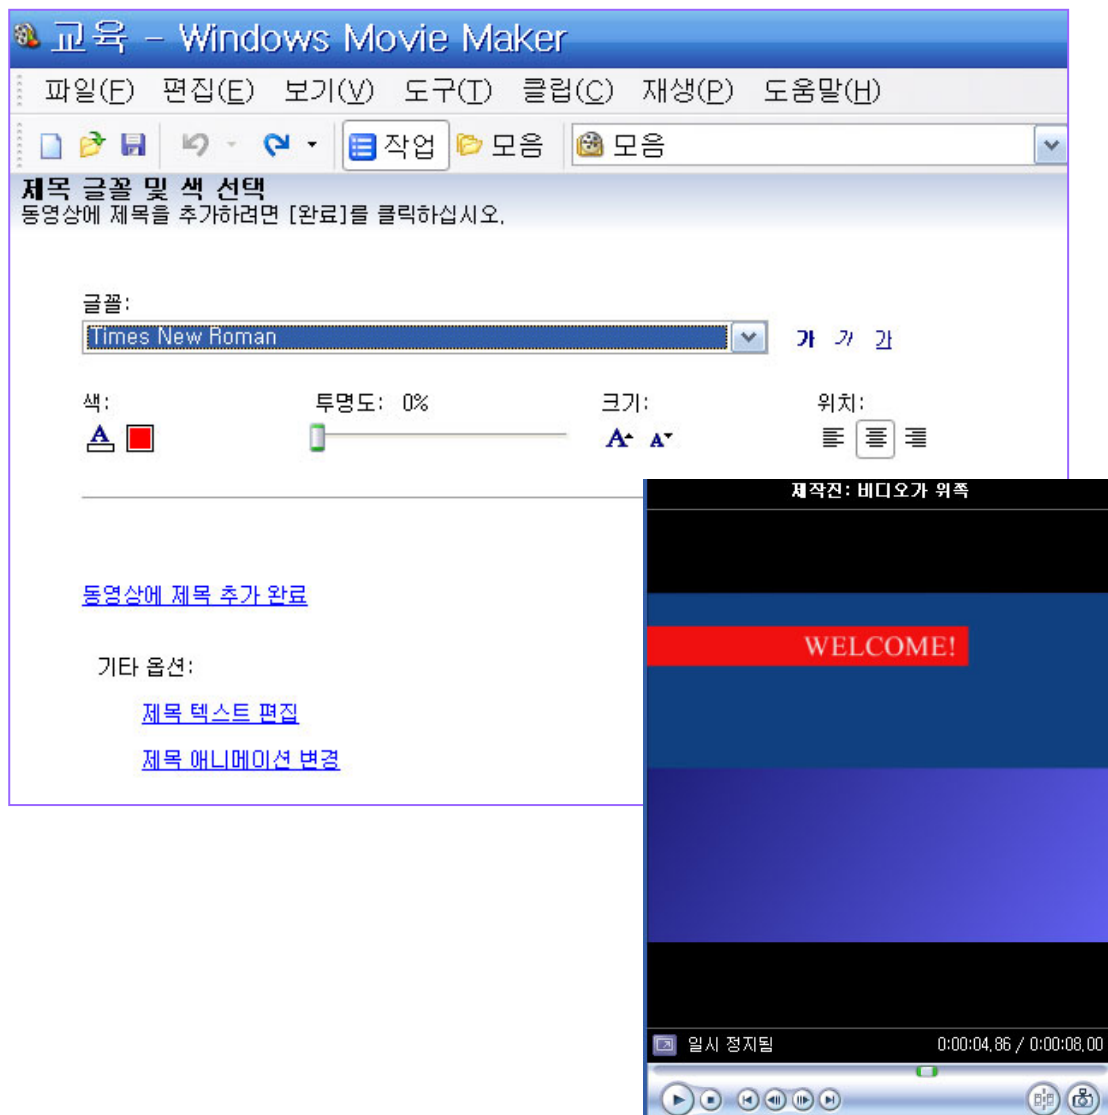 교육 - Windows Movie Maker
파일(F) 편집(E) 보기(V) 도구(T) 클립(C) 재생(P) 도움말(H)
작업 모음 모음
제목 글꼴 및 색 선택
동영상에 제목을 추가하려면 [완료]를 클릭하십시오.
글꼴:
Times New Roman 가 가 가
색: 투명도: 0% 크기: 위치:
A A A
동영상에 제목 추가 완료
기타 옵션:
제목 텍스트 편집
제목 애니메이션 변경
제작진: 비디오가 위쪽
WELCOME!
일시 정지됨 0:00:04,86 / 0:00:08,00